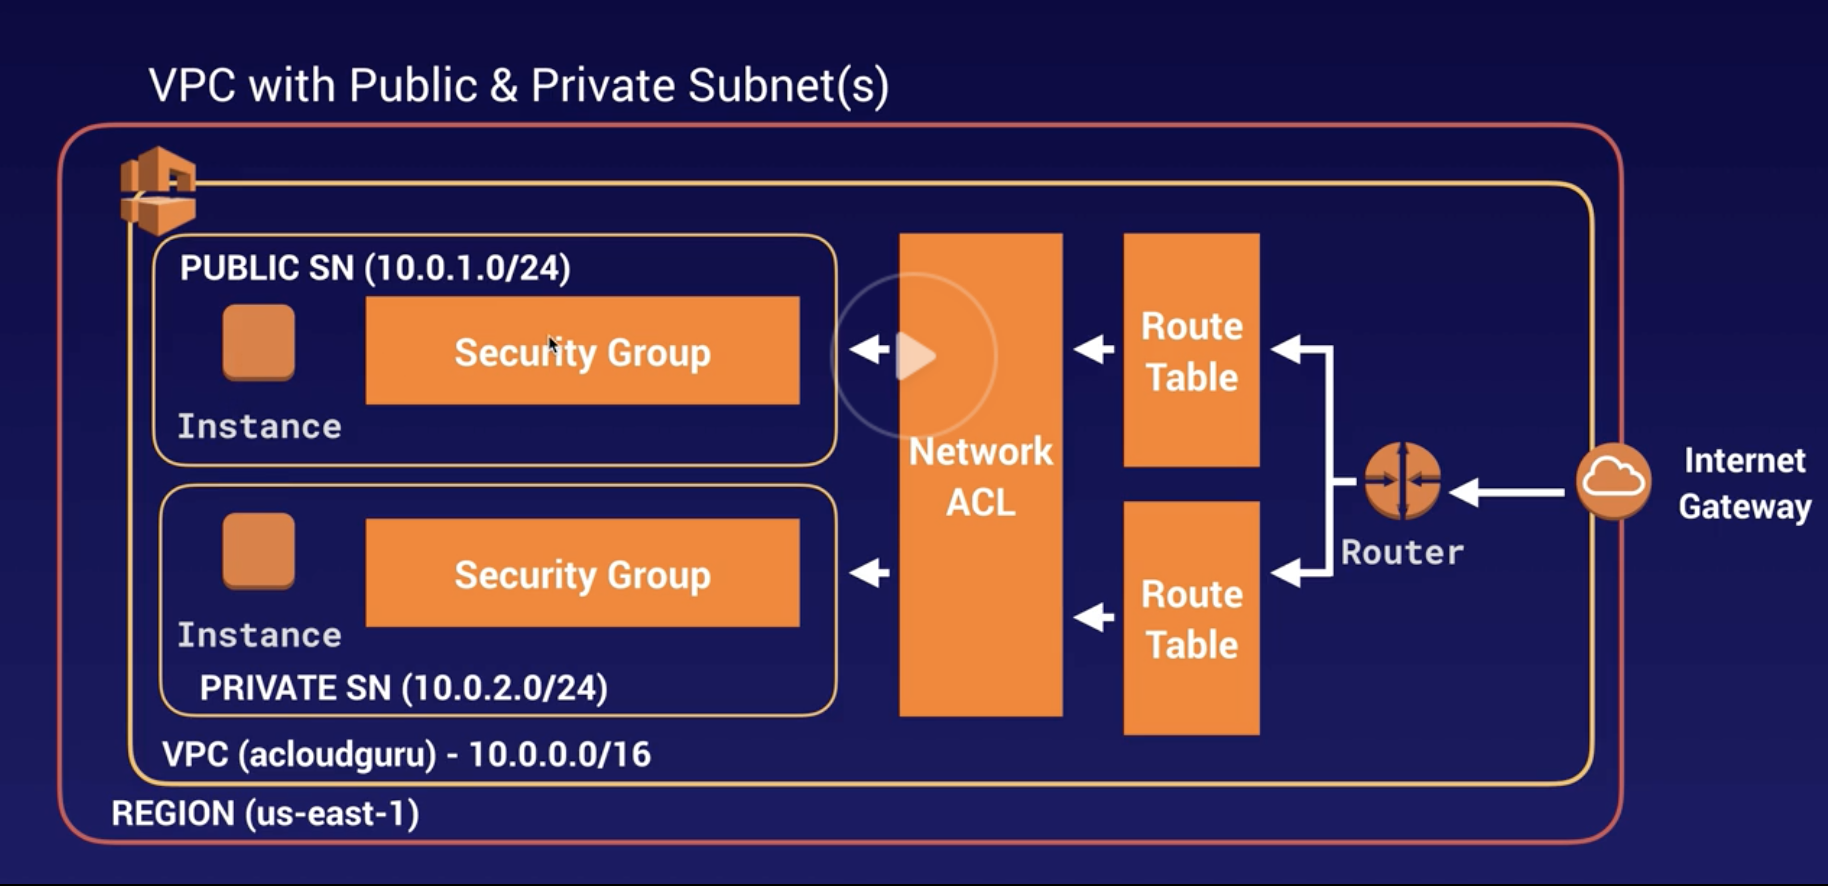 VPC with Public & Private Subnet(s)
PUBLIC SN (10.0.1.0/24)
Security Group
Instance
Security Group
Instance
PRIVATE SN (10.0.2.0/24)
Network
ACL
Route
Table
Route
Table
Router
Internet
Gateway
VPC (acloudguru) - 10.0.0.0/16
REGION (us-east-1)